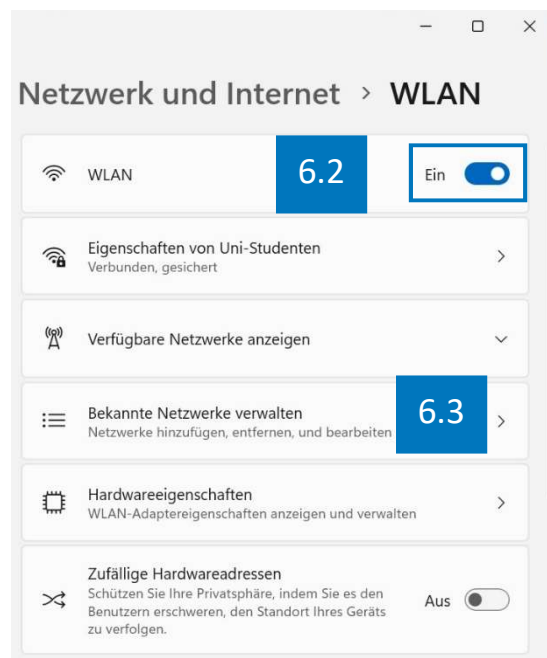 Netzwerk und Internet > WLAN
WLAN
6.2
Ein
Eigenschaften von Uni-Studenten
Verbunden, gesichert
Verfügbare Netzwerke anzeigen
Bekannte Netzwerke verwalten
Netzwerke hinzufügen, entfernen, und bearbeiten
6.3
Hardwareeigenschaften
WLAN-Adaptereigenschaften anzeigen und verwalten
Zufällige Hardwareadressen
Schützen Sie Ihre Privatsphäre, indem Sie es den
Benutzern erschweren, den Standort Ihres Geräts
zu verfolgen.
Aus